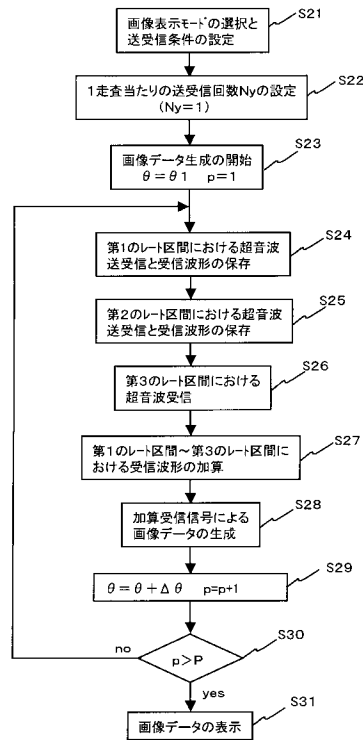 S21
画像表示モードの選択と
送受信条件の設定
S22
1走査当たりの送受信回数Nyの設定
(Ny=1)
S23
画像データ生成の開始
θ=θ1 p=1
S24
第1のレート区間における超音波
送受信と受信波形の保存
S25
第2のレート区間における超音波
送受信と受信波形の保存
S26
第3のレート区間における
超音波受信
S27
第1のレート区間~第3のレート区間に
おける受信波形の加算
S28
加算受信信号による
画像データの生成
S29
θ=θ+Δθ p=p+1
S30
no
p>P
yes
S31
画像データの表示